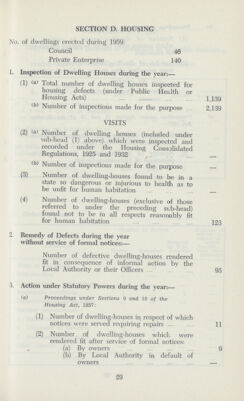 SECTION D. HOUSING
No. of dwellings erected during 1959
Council 46
Private Enterprise 140
1. Inspection of Dwelling Houses during the year:—
(1) (a) Total number of dwelling houses inspected for
housing defects (under Public Health or
Housing Acts) 1,139
(b) Number of inspections made for the purpose 2,139
VISITS
(2) (a) Number of dwelling houses (included under
sub-head (1) above) which were inspected and
recorded under the Housing Consolidated
Regulations, 1925 and 1932 —
(b) Number of inspections made for the purpose —
(3) Number of dwelling-houses found to be in a
state so dangerous or injurious to health as to
be unfit for human habitation —
(4) Number of dwelling-houses (exclusive of those
referred to under the preceding sub-head)
found not to be in all respects reasonably fit
for human habitation 123
2. Remedy of Defects during the year
without service of formal notices:—
Number of defective dwelling-houses rendered
fit in consequence of informal action by the
Local Authority or their Officers 95
3. Action under Statutory Powers during the year:—
(a) Proceedings under Sections 9 and 10 of the
Housing Act, 1957:
(1) Number of dwelling-houses in respect of which
notices were served requiring repairs 11
(2) Number of dwelling-houses which were
rendered fit after service of formal notices:
(a) By owners 9
(b) By Local Authority in default of
owners —
29